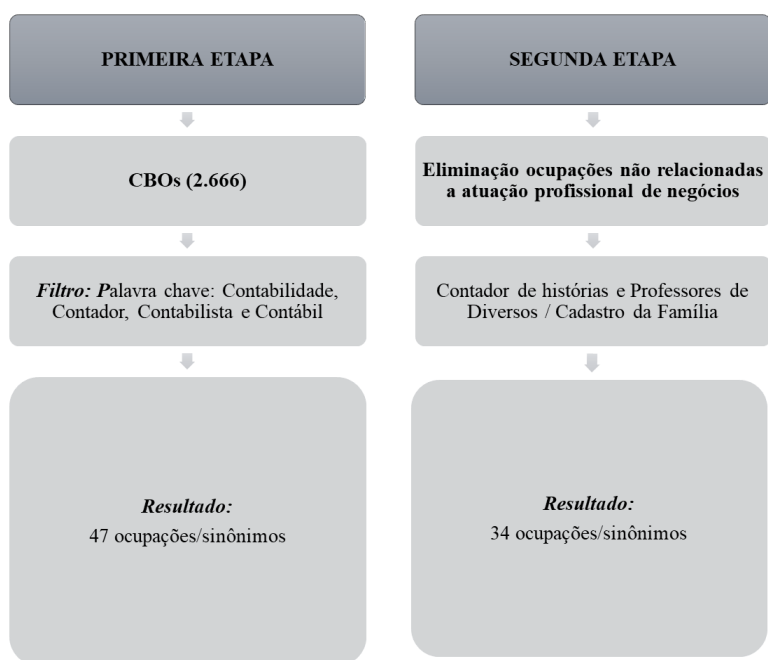 PRIMEIRA ETAPA
CBOs (2.666)
Filtro: Palavra chave: Contabilidade,
Contador, Contabilista e Contábil
Resultado:
47 ocupações/sinônimos
SEGUNDA ETAPA
Eliminação ocupações não relacionadas
a atuação profissional de negócios
Contador de histórias e Professores de
Diversos / Cadastro da Família
Resultado:
34 ocupações/sinônimos